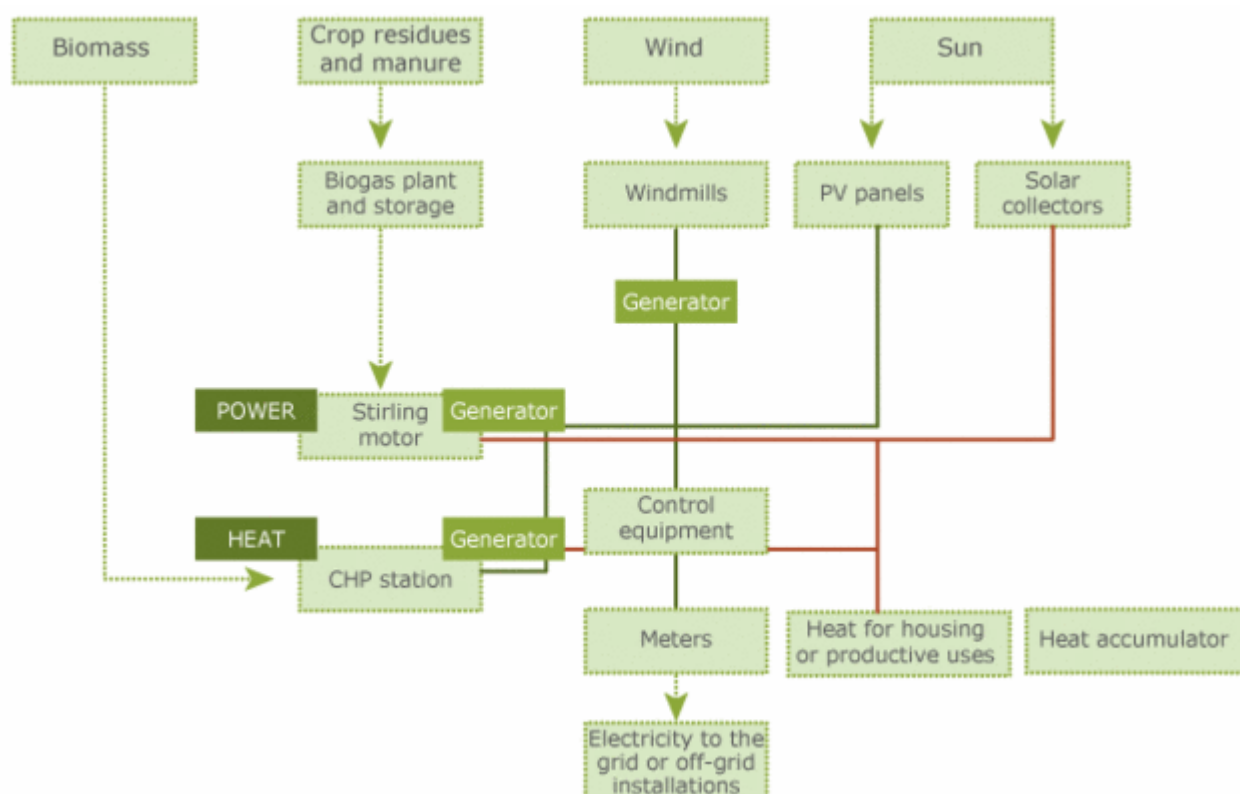 Biomass
Crop residues
and manure
Wind
Sun
Biogas plant
and storage
Windmills
PV panels
Solar
collectors
Generator
POWER
Stirling
motor
Generator
Control
equipment
HEAT
Generator
CHP station
Meters
Heat for housing
or productive uses
Heat accumulator
Electricity to the
grid or off-grid
installations